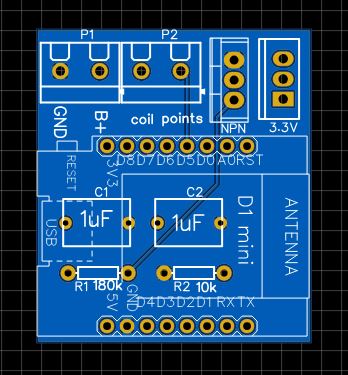 P1 P2
GND B+ coil points NPN 3.3V
D8D7D6D5D0A0RST
3V3
RESET
C1 C2
1uF 1uF
USB
D1 mini
ANTENNA
R1 180k R2 10k
5V GND D4D3D2D1RXTX